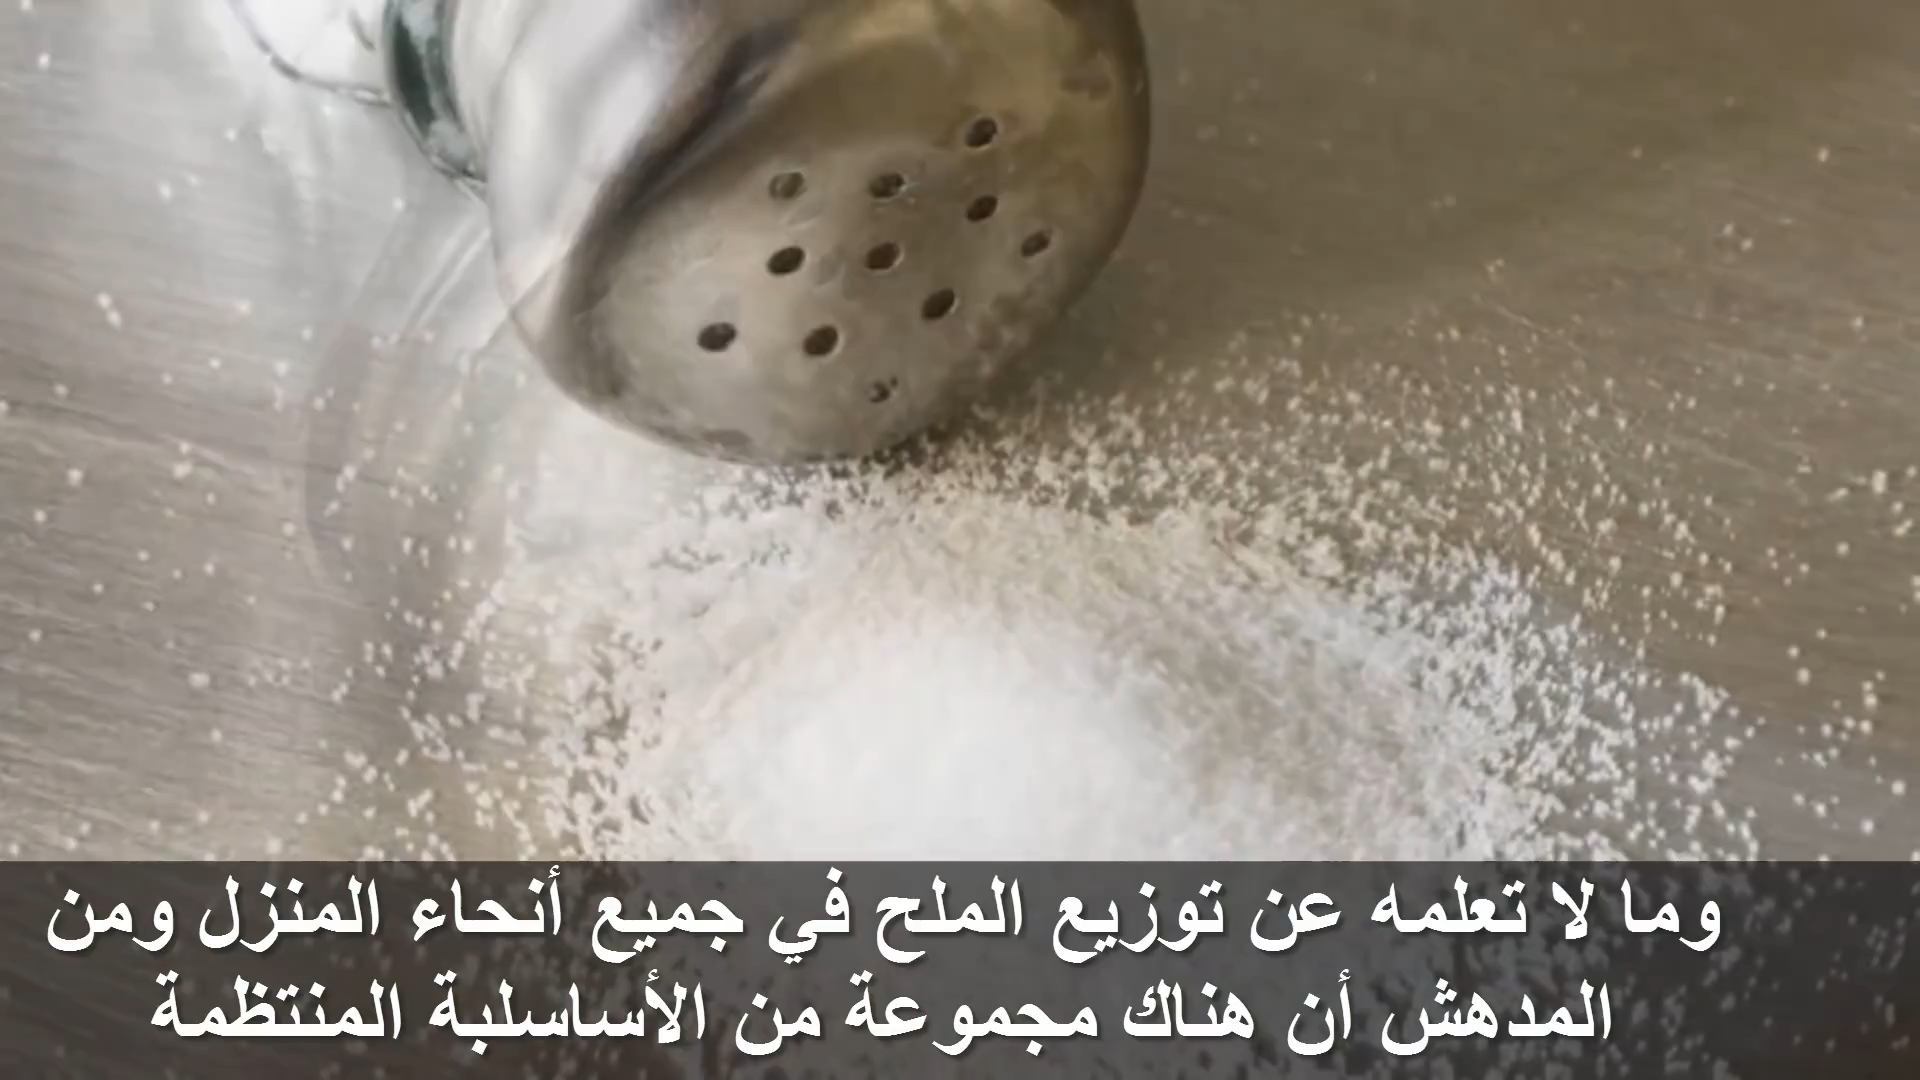 وما لا تعلمه عن توزيع الملح في جميع أنحاء المنزل ومن
المدهش أن هناك مجموعة من الأساسلبة المنتظمة